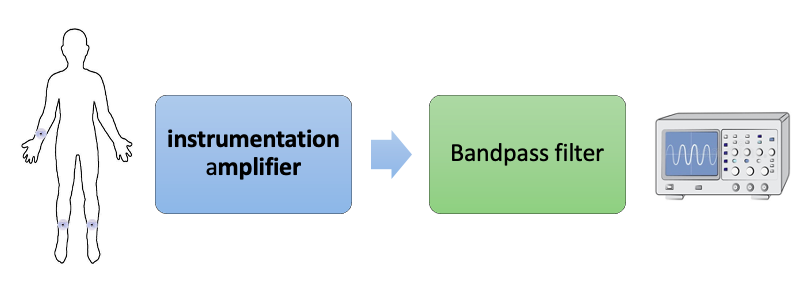 instrumentation
amplifier
Bandpass filter